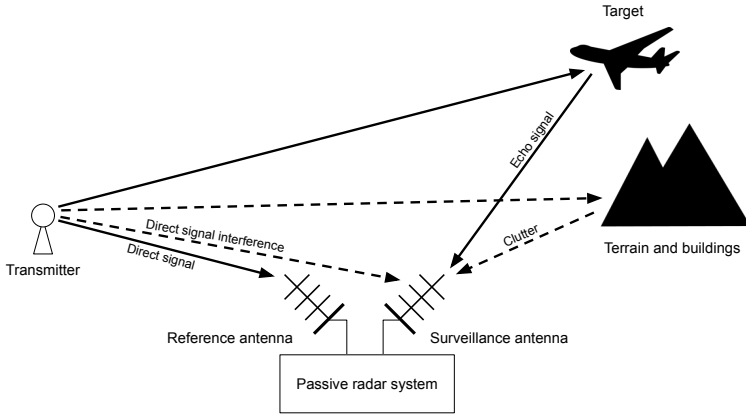 Target
Echo signal
Direct signal interference
Direct signal
Clutter
Transmitter
Terrain and buildings
Reference antenna
Surveillance antenna
Passive radar system